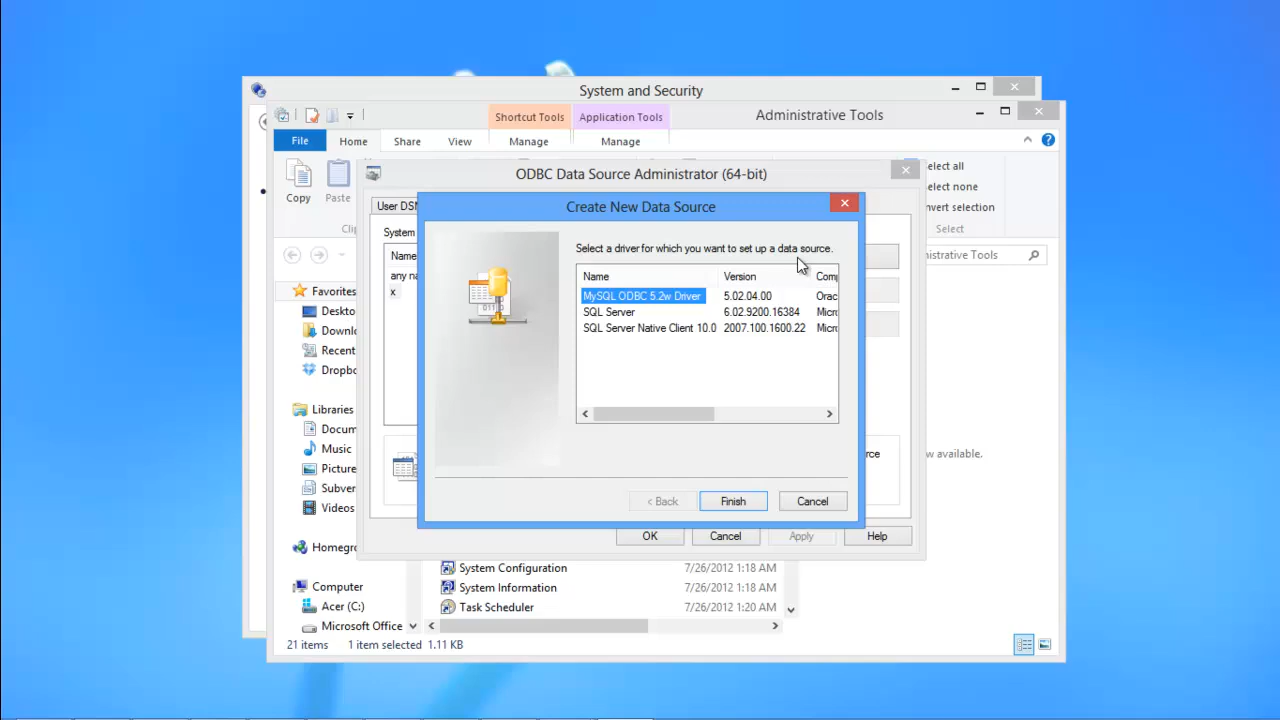 System and Security
Shortcut Tools
Application Tools
Administrative Tools
File
Home
Share
View
Manage
Manage
Copy
Paste
Select
ODBC Data Source Administrator (64-bit)
User DSN
System
Name
any na
x
Create New Data Source
Select a driver for which you want to set up a data source.
Name Version Comp
MySQL ODBC 5.2w Driver 5.02.04.00 Orac
SQL Server 6.02.9200.16384 Micro
SQL Server Native Client 10.0 2007.100.1600.22 Micro
< Back
Finish
Cancel
OK
Cancel
Apply
Help
elect all
elect none
nvert selection
nistrative Tools
w available.
Favorites
Deskto
Downlo
Recent
Dropbo
Libraries
Docum
Music
Picture
Subver
Videos
Homegro
Computer
Acer (C:)
Microsoft Office
System Configuration 7/26/2012 1:18 AM
System Information 7/26/2012 1:18 AM
Task Scheduler 7/26/2012 1:20 AM
21 items 1 item selected 1.11 KB